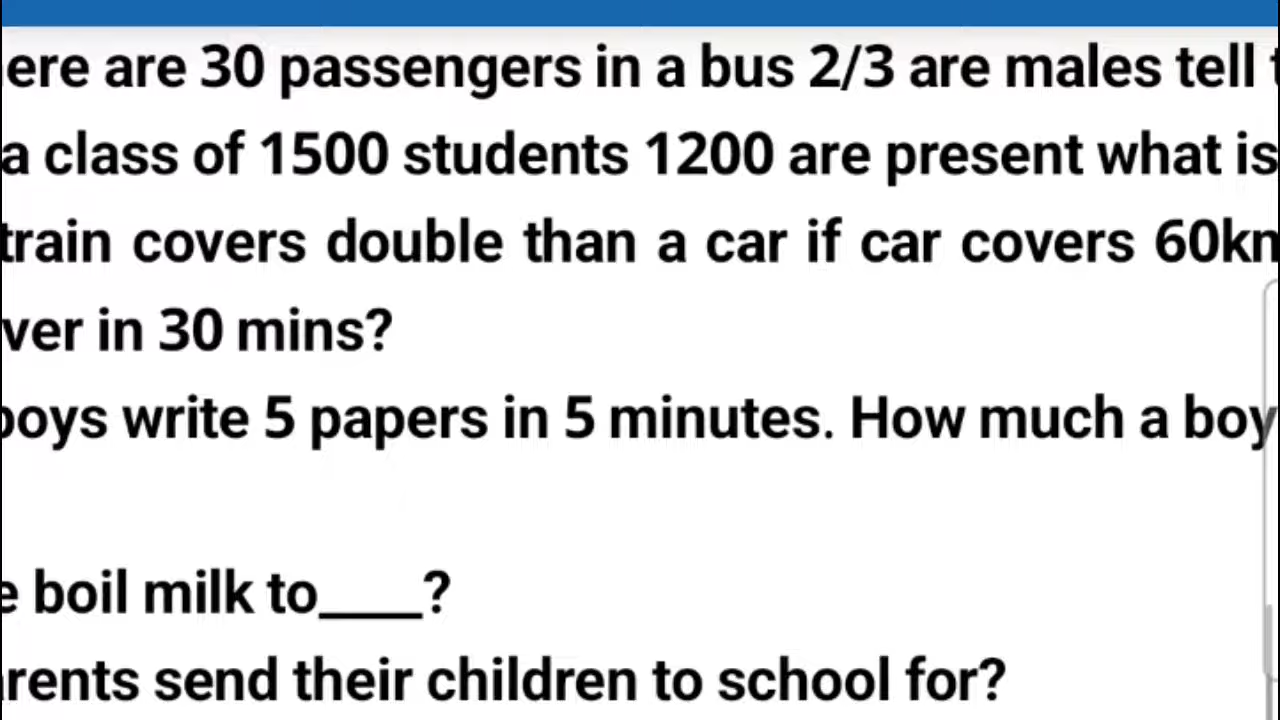 ere are 30 passengers in a bus 2/3 are males tell
a class of 1500 students 1200 are present what is
train covers double than a car if car covers 60km
ver in 30 mins?
boys write 5 papers in 5 minutes. How much a boy
e boil milk to____?
rents send their children to school for?